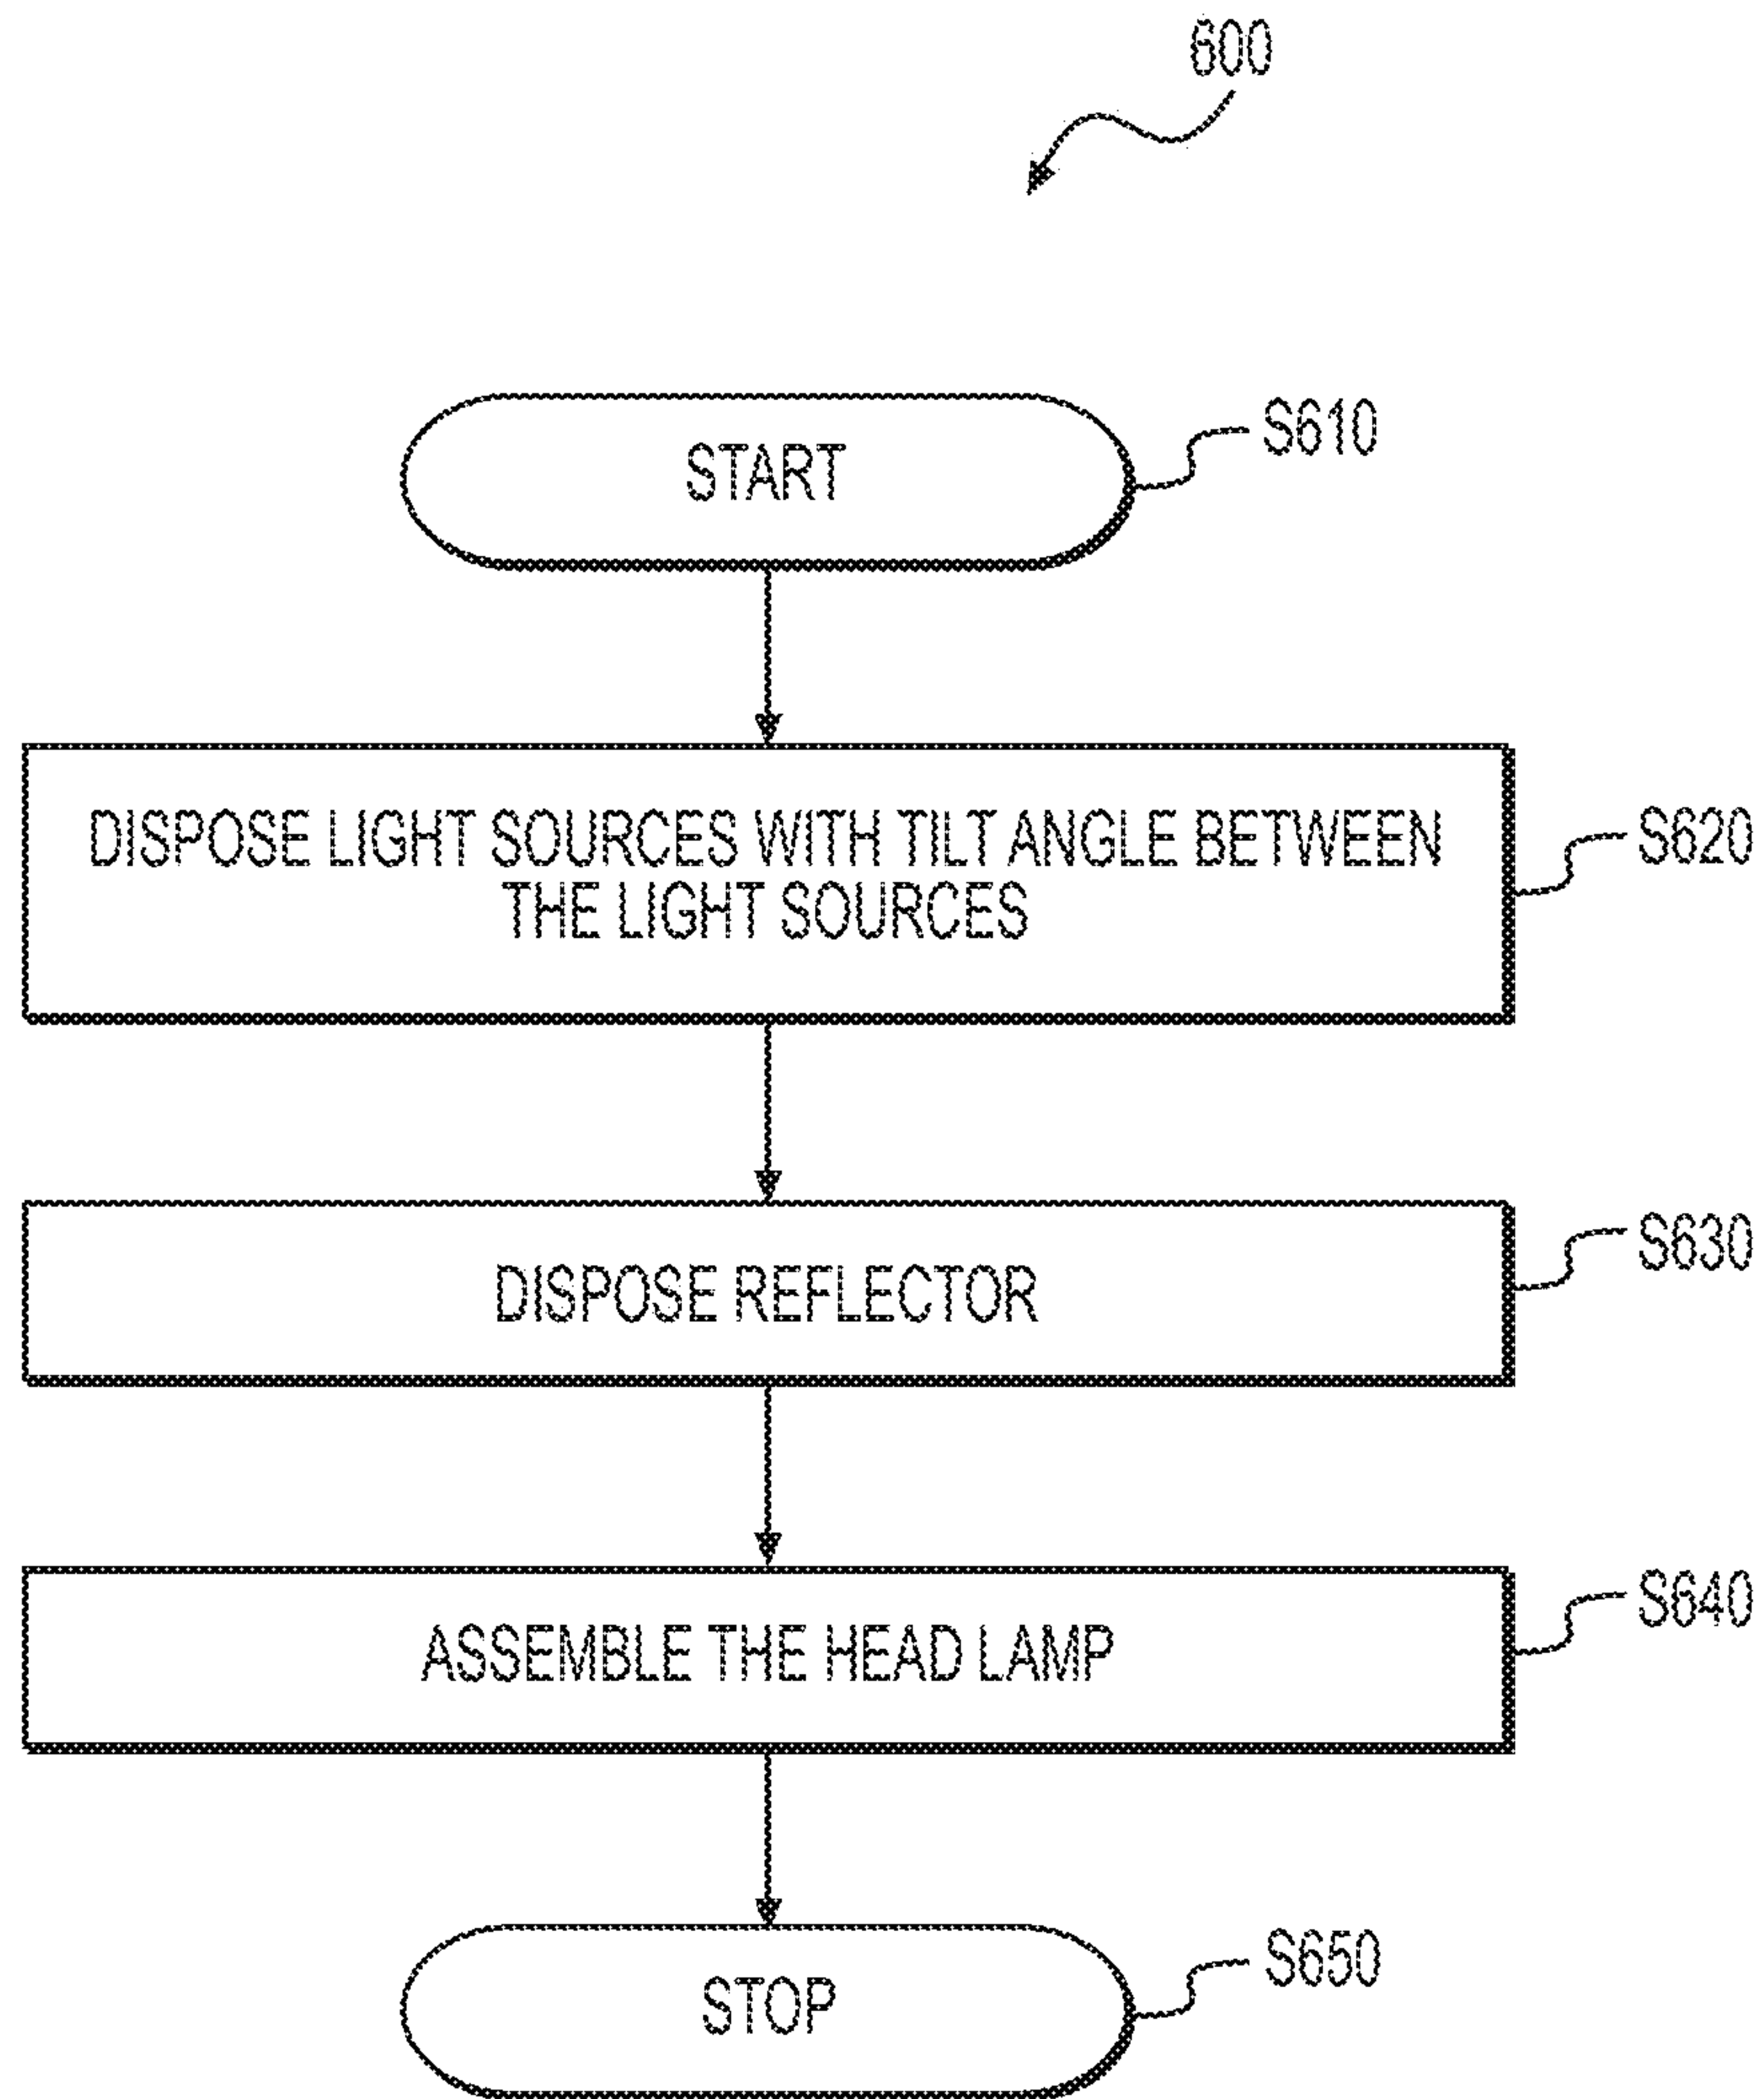 600
START
S610
DISPOSE LIGHT SOURCES WITH TILT ANGLE BETWEEN
THE LIGHT SOURCES
S620
DISPOSE REFLECTOR
S630
ASSEMBLE THE HEAD LAMP
S640
STOP
S650